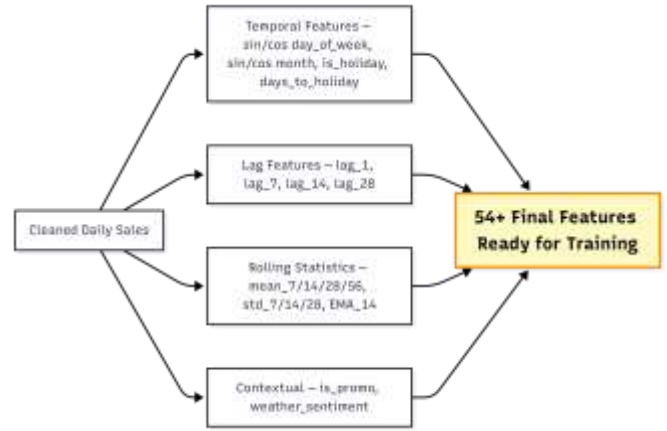 Temporal Features –
sin/cos day_of_week,
sin/cos month, is_holiday,
days_to_holiday
Lag Features – lag_1,
lag_7, lag_14, lag_28
Cleaned Daily Sales
54+ Final Features
Ready for Training
Rolling Statistics –
mean_7/14/28/56,
std_7/14/28, EMA_14
Contextual – is_promo,
weather_sentiment